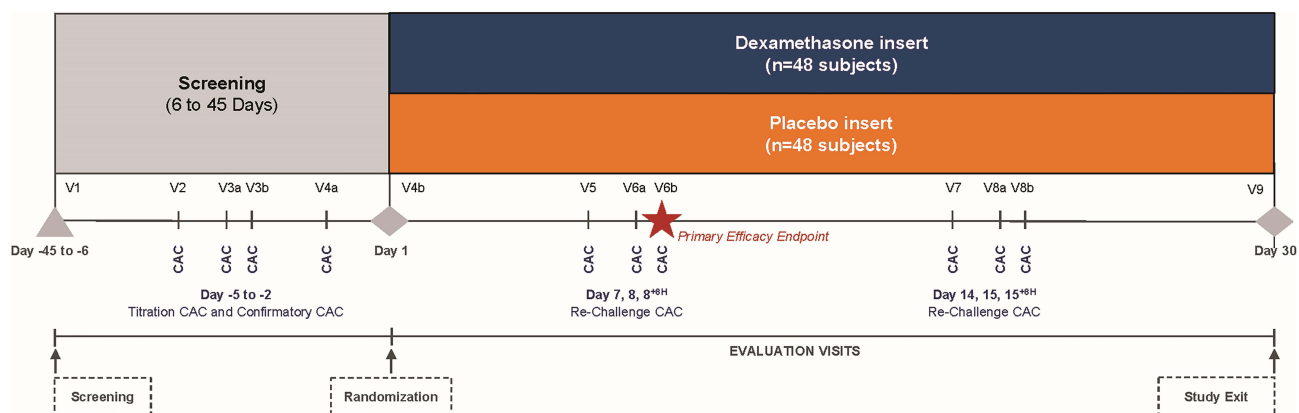 Dexamethasone insert
(n=48 subjects)
Screening
(6 to 45 Days)
Placebo insert
(n=48 subjects)
V1 V2 V3a V3b V4a V4b V5 V6a V6b V7 V8a V8b V9
Primary Efficacy Endpoint
Day -45 to -6 Day 1 Day 30
CAC CAC CAC CAC CAC CAC CAC CAC CAC CAC
Day -5 to -2 Day 7, 8, 8+8H Day 14, 15, 15+8H
Titration CAC and Confirmatory CAC Re-Challenge CAC Re-Challenge CAC
EVALUATION VISITS
Screening Randomization Study Exit